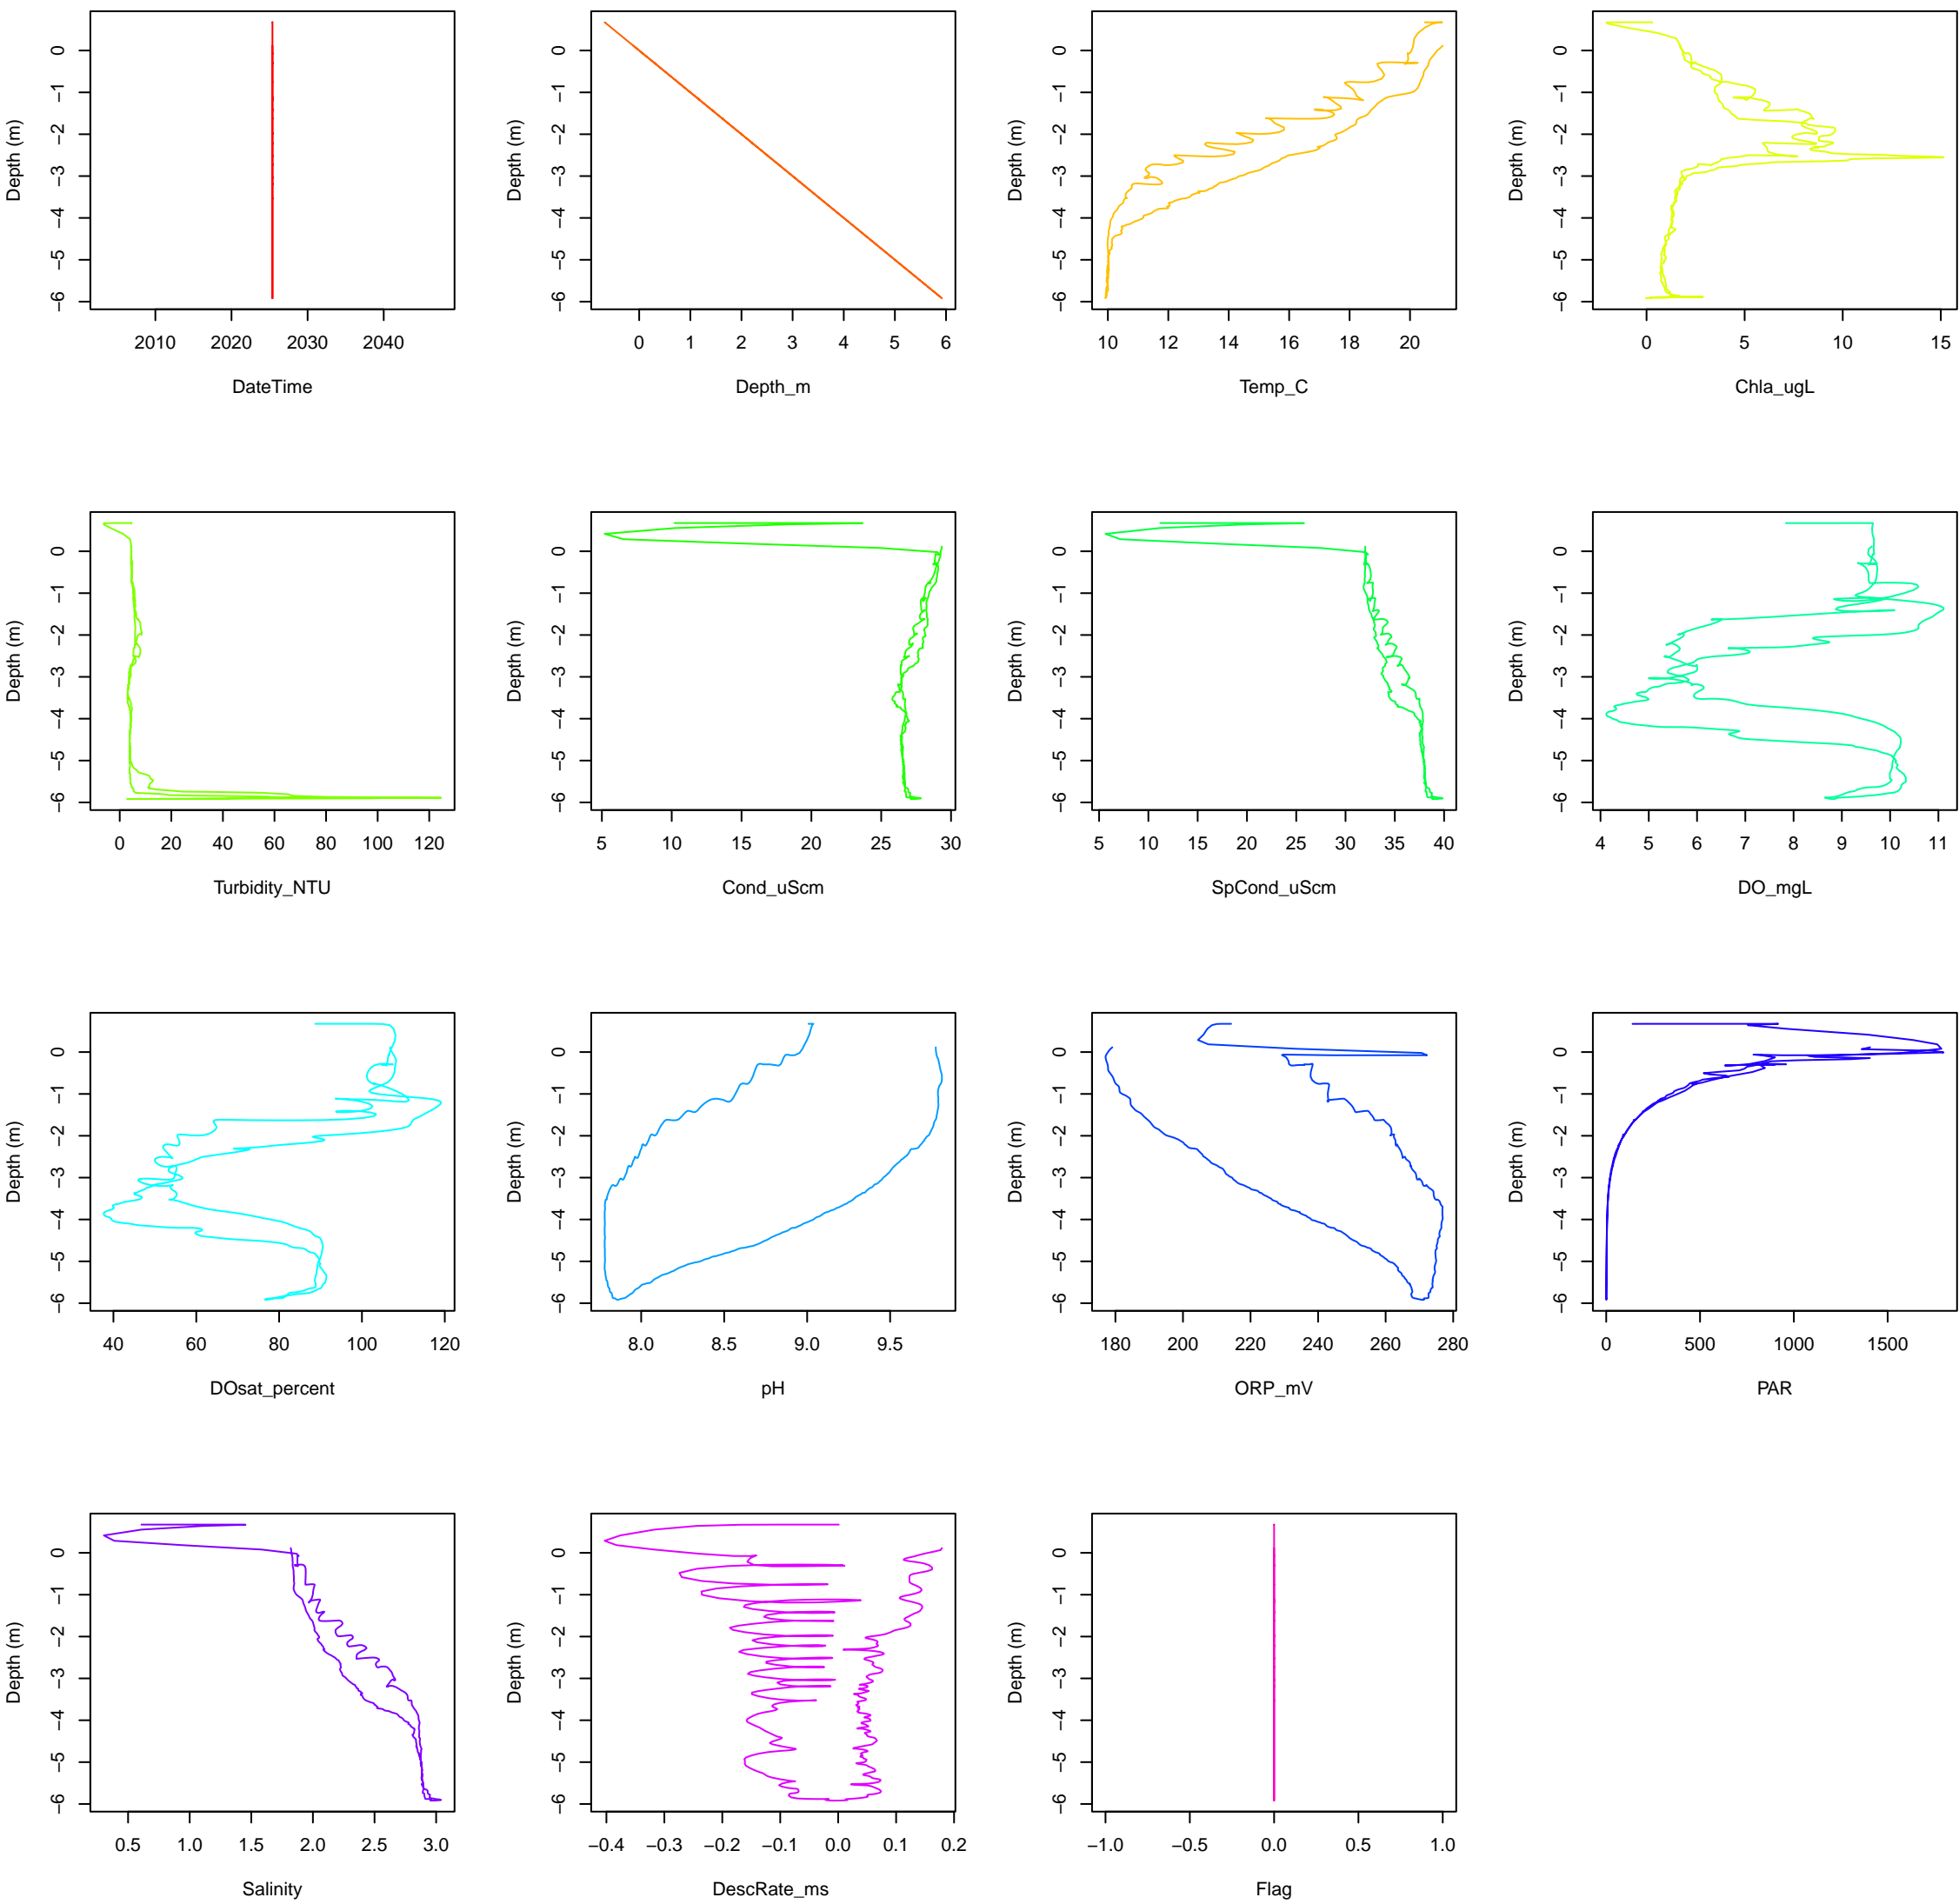 0 −1 −2 −3 −4 −5 −6
Depth (m)
2010 2020 2030 2040
DateTime
0 −1 −2 −3 −4 −5 −6
Depth (m)
0 1 2 3 4 5 6
Depth_m
0 −1 −2 −3 −4 −5 −6
Depth (m)
10 12 14 16 18 20
Temp_C
0 −1 −2 −3 −4 −5 −6
Depth (m)
0 5 10 15
Chla_ugL
0 −1 −2 −3 −4 −5 −6
Depth (m)
0 20 40 60 80 100 120
Turbidity_NTU
0 −1 −2 −3 −4 −5 −6
Depth (m)
5 10 15 20 25 30
Cond_uScm
0 −1 −2 −3 −4 −5 −6
Depth (m)
5 10 15 20 25 30 35 40
SpCond_uScm
0 −1 −2 −3 −4 −5 −6
Depth (m)
4 5 6 7 8 9 10 11
DO_mgL
0 −1 −2 −3 −4 −5 −6
Depth (m)
40 60 80 100 120
DOsat_percent
0 −1 −2 −3 −4 −5 −6
Depth (m)
8.0 8.5 9.0 9.5
pH
0 −1 −2 −3 −4 −5 −6
Depth (m)
180 200 220 240 260 280
ORP_mV
0 −1 −2 −3 −4 −5 −6
Depth (m)
0 500 1000 1500
PAR
0 −1 −2 −3 −4 −5 −6
Depth (m)
0.5 1.0 1.5 2.0 2.5 3.0
Salinity
0 −1 −2 −3 −4 −5 −6
Depth (m)
−0.4 −0.3 −0.2 −0.1 0.0 0.1 0.2
DescRate_ms
0 −1 −2 −3 −4 −5 −6
Depth (m)
−1.0 −0.5 0.0 0.5 1.0
Flag